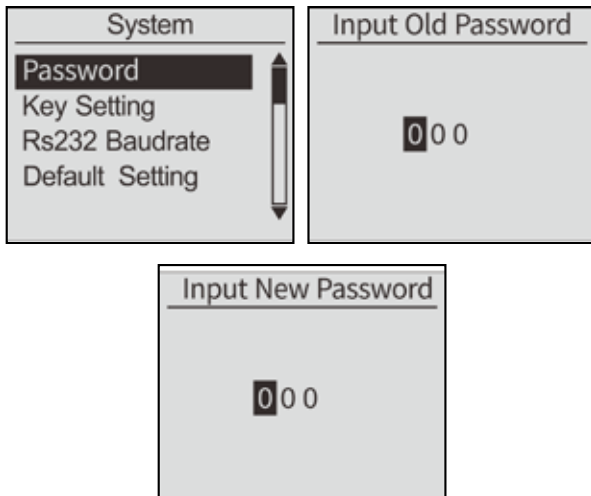 System
Password
Key Setting
Rs232 Baudrate
Default Setting
Input Old Password
0 0 0
Input New Password
0 0 0